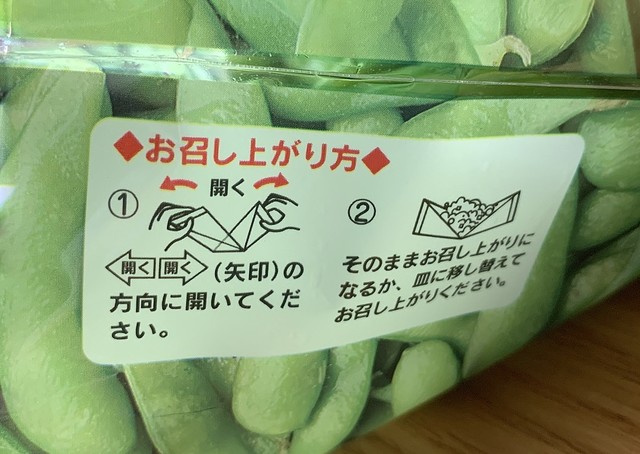 ◆お召し上がり方◆
①
開く
開く 開く (矢印)の
方向に開いてくだ
さい。
②
そのままお召し上がりに
なるか、皿に移し替えて
お召し上がりください。